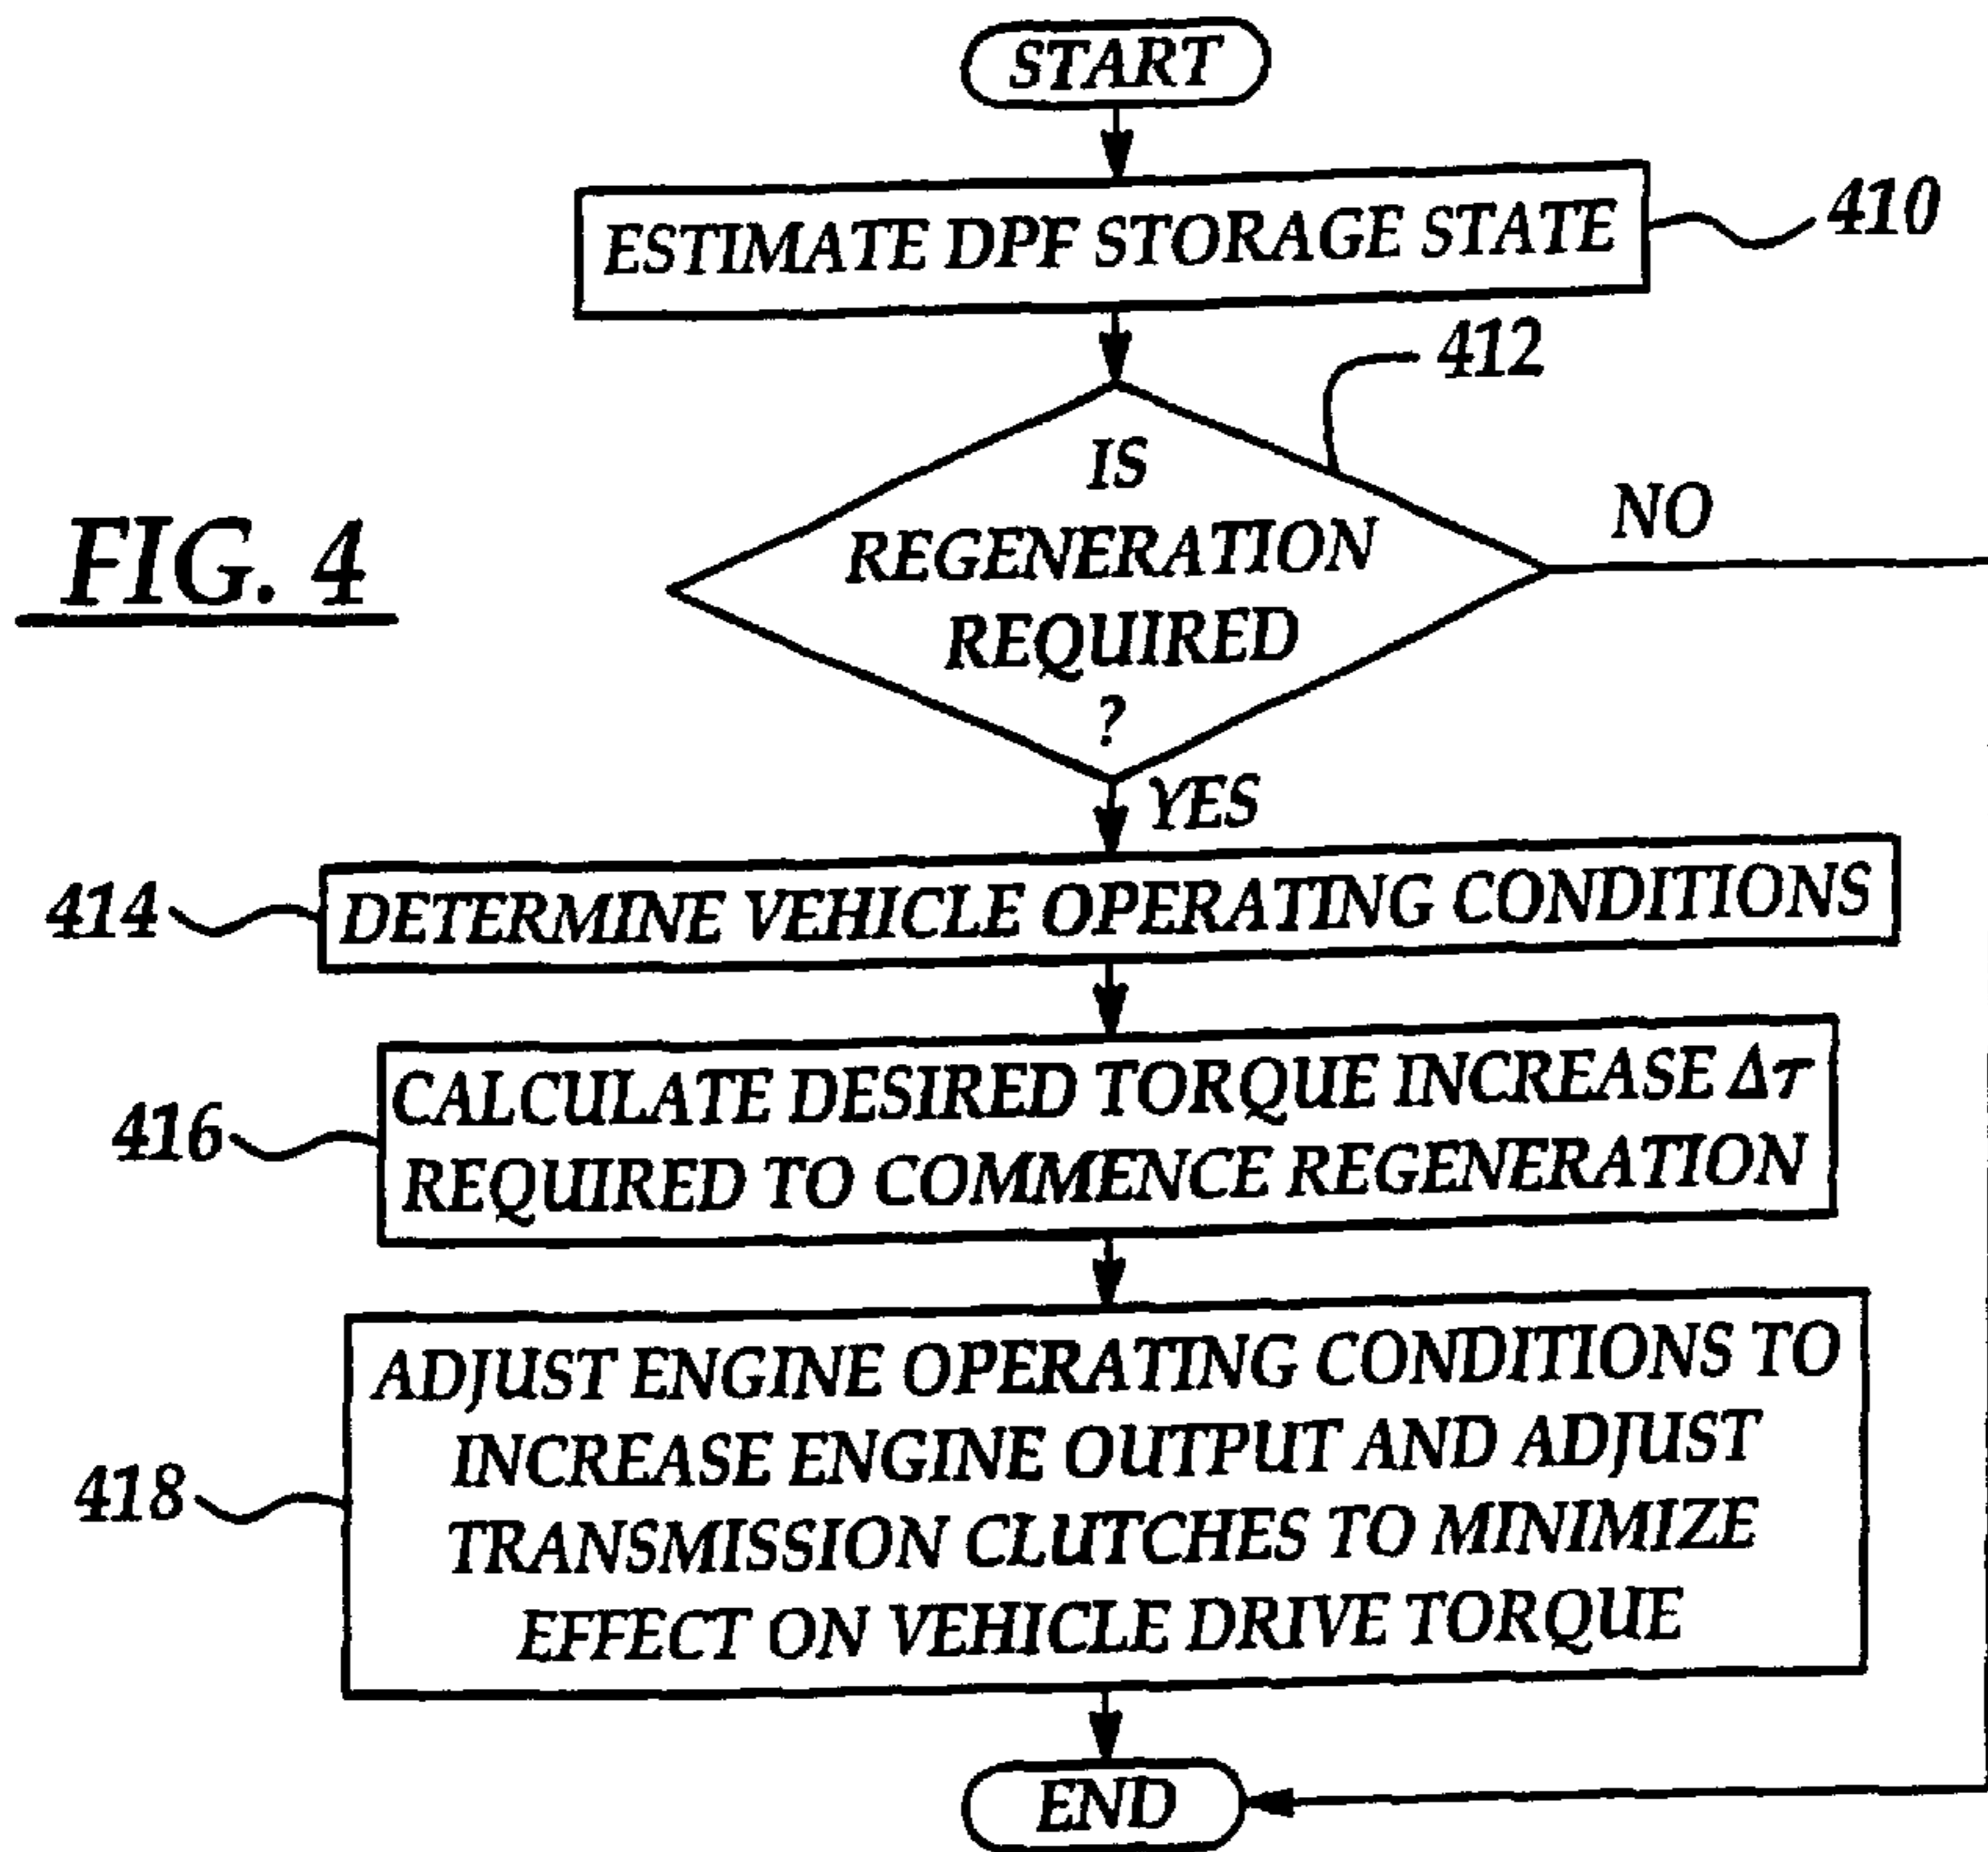 START
ESTIMATE DPF STORAGE STATE
410
412
IS
REGENERATION
REQUIRED
?
NO
FIG. 4
YES
414
DETERMINE VEHICLE OPERATING CONDITIONS
416
CALCULATE DESIRED TORQUE INCREASE Δτ
REQUIRED TO COMMENCE REGENERATION
418
ADJUST ENGINE OPERATING CONDITIONS TO
INCREASE ENGINE OUTPUT AND ADJUST
TRANSMISSION CLUTCHES TO MINIMIZE
EFFECT ON VEHICLE DRIVE TORQUE
END